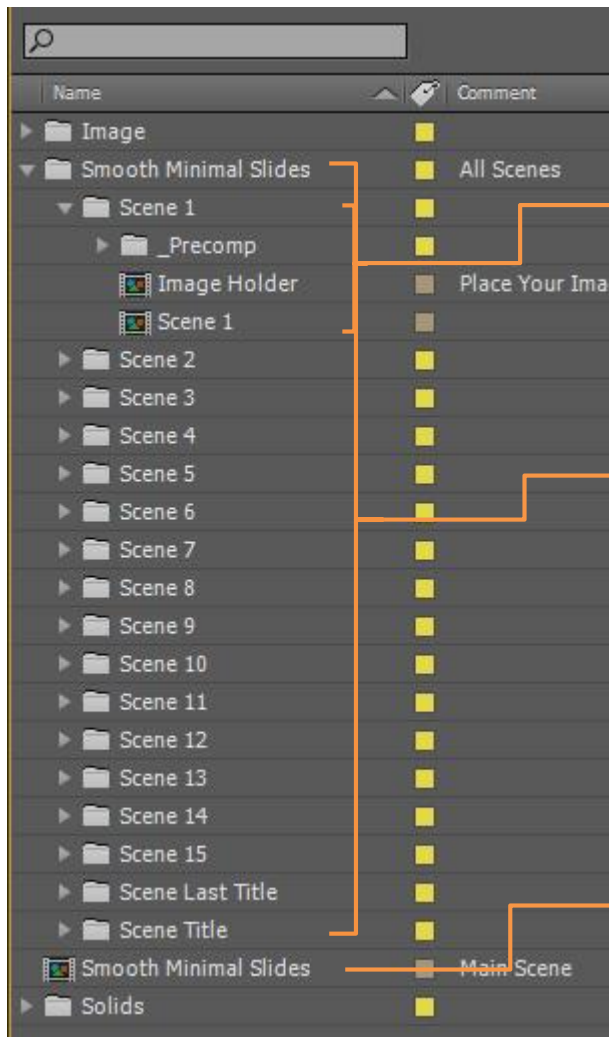 Name Comment
Image
Smooth Minimal Slides All Scenes
Scene 1
_Precomp
Image Holder Place Your Ima
Scene 1
Scene 2
Scene 3
Scene 4
Scene 5
Scene 6
Scene 7
Scene 8
Scene 9
Scene 10
Scene 11
Scene 12
Scene 13
Scene 14
Scene 15
Scene Last Title
Scene Title
Smooth Minimal Slides Main Scene
Solids